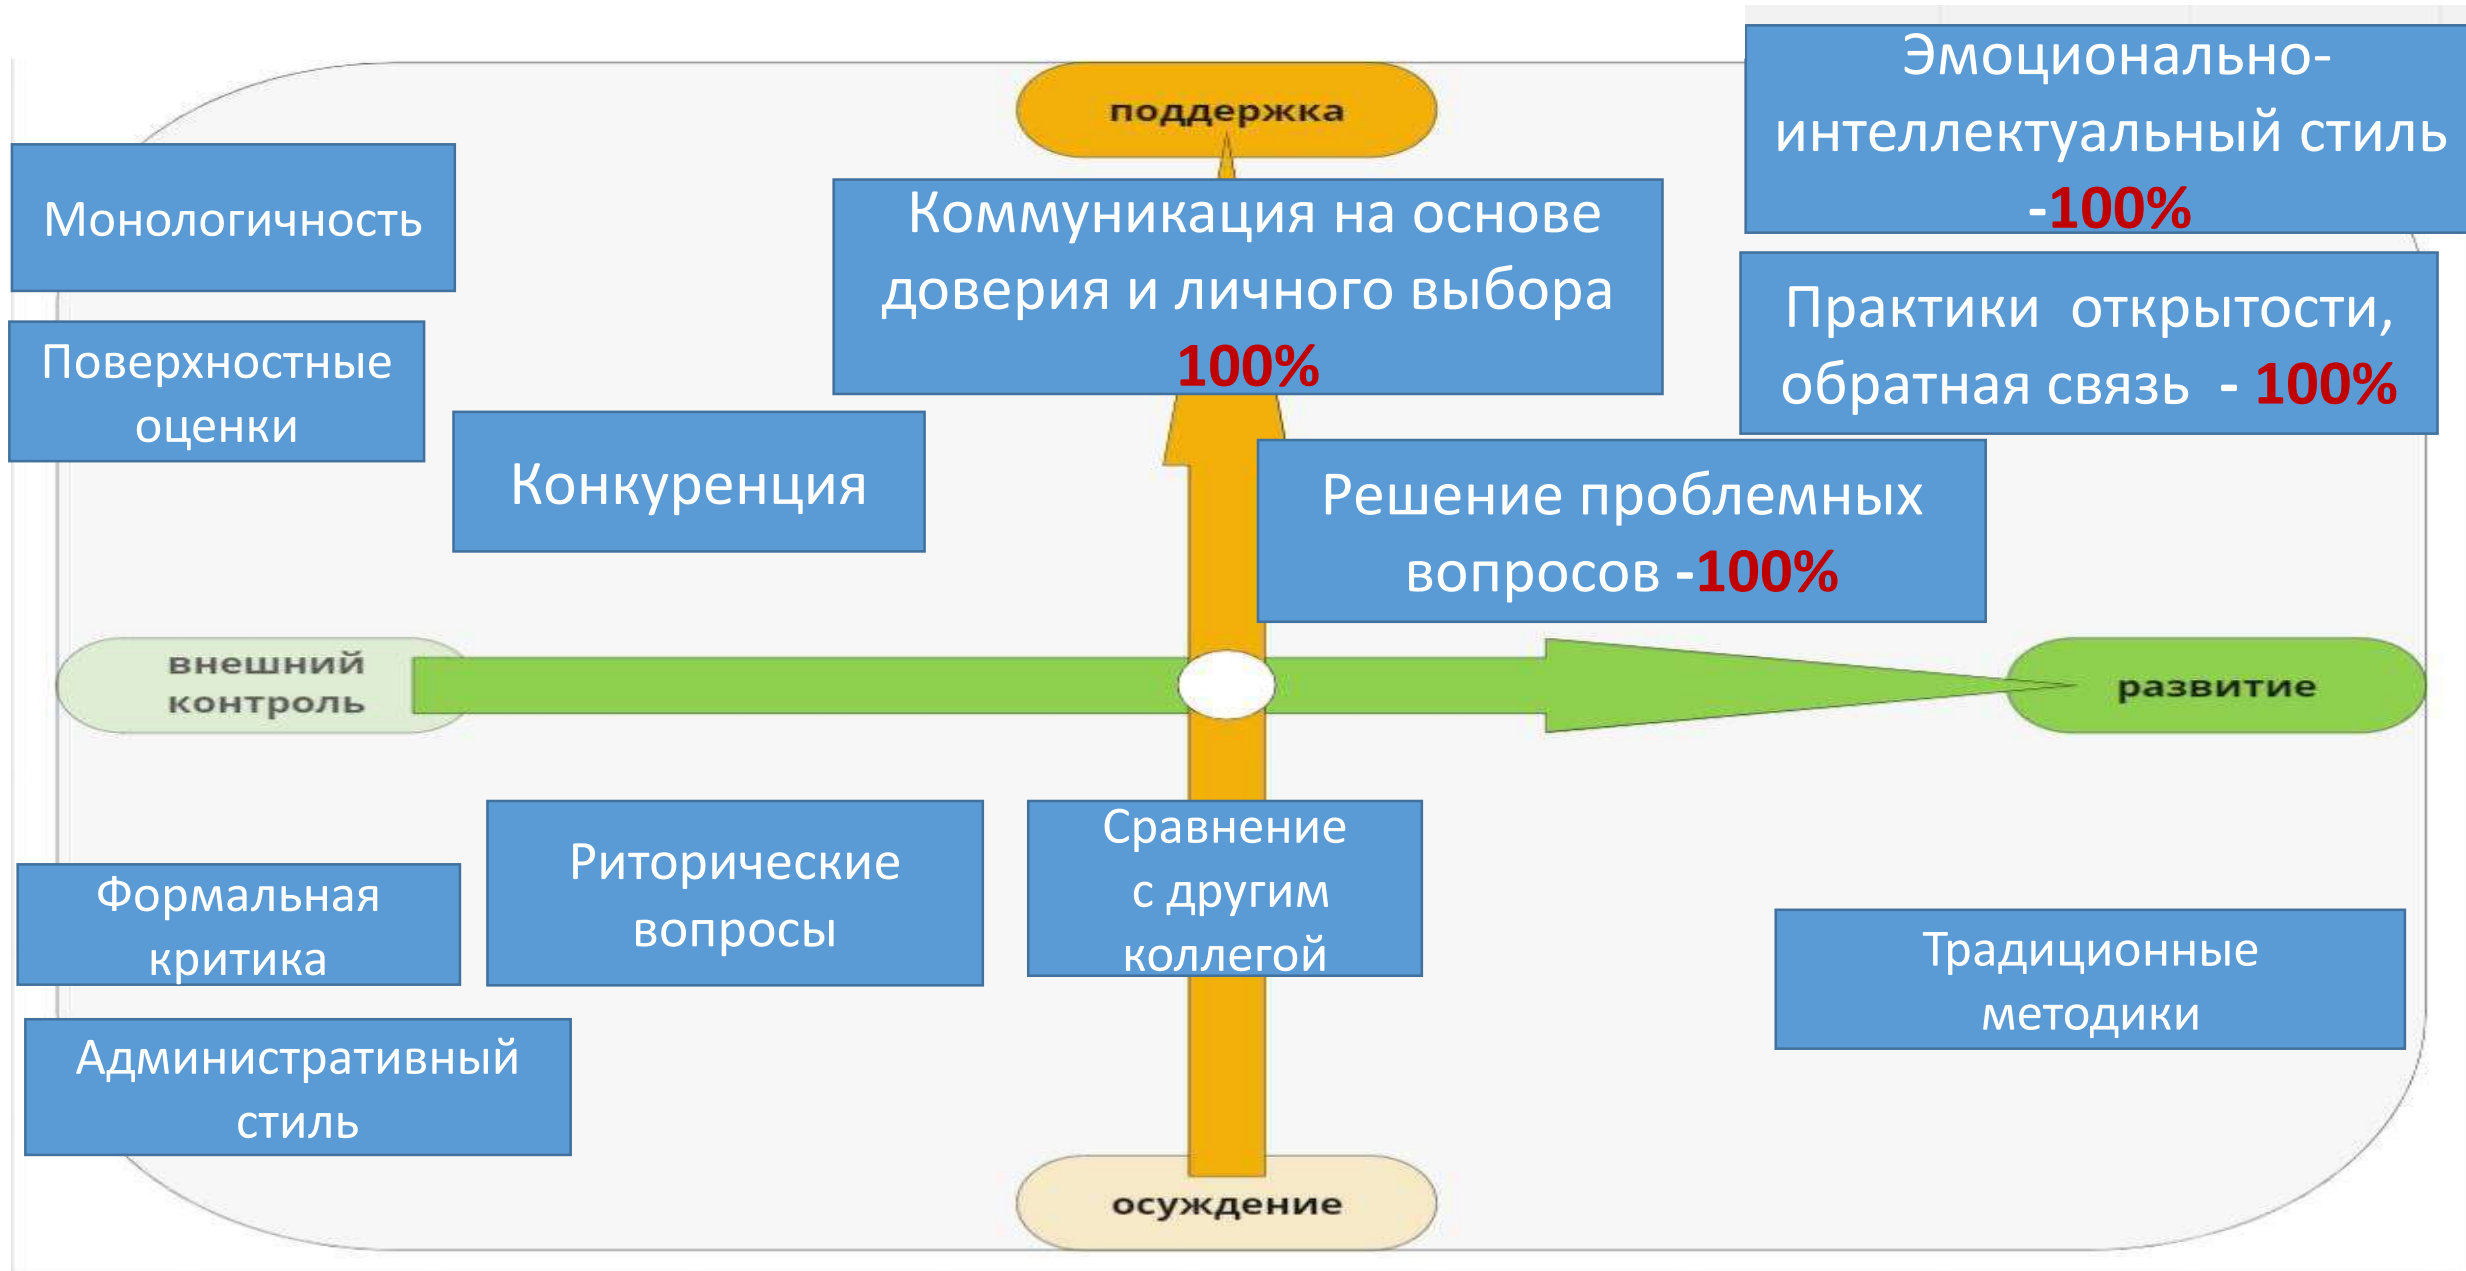 поддержка
Эмоционально-
интеллектуальный стиль
-100%
Монологичность
Коммуникация на основе
доверия и личного выбора
100%
Практики открытости,
обратная связь - 100%
Поверхностные
оценки
Конкуренция
Решение проблемных
вопросов -100%
внешний
контроль
развитие
Формальная
критика
Риторические
вопросы
Сравнение
с другим
коллегой
Традиционные
методики
Административный
стиль
осуждение